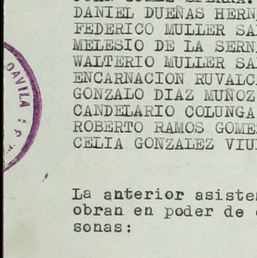 DANIEL DUEÑAS HERN
FEDERICO MULLER SA
MELESIO DE LA SERN
WALTERIO MULLER SA
ENCARNACION RUVALC
GONZALO DIAZ MUÑOZ
CANDELARIO COLUNGA
ROBERTO RAMOS GOME
CELIA GONZALEZ VIU
La anterior asisten
obran en poder de
sonas:
DAVILA